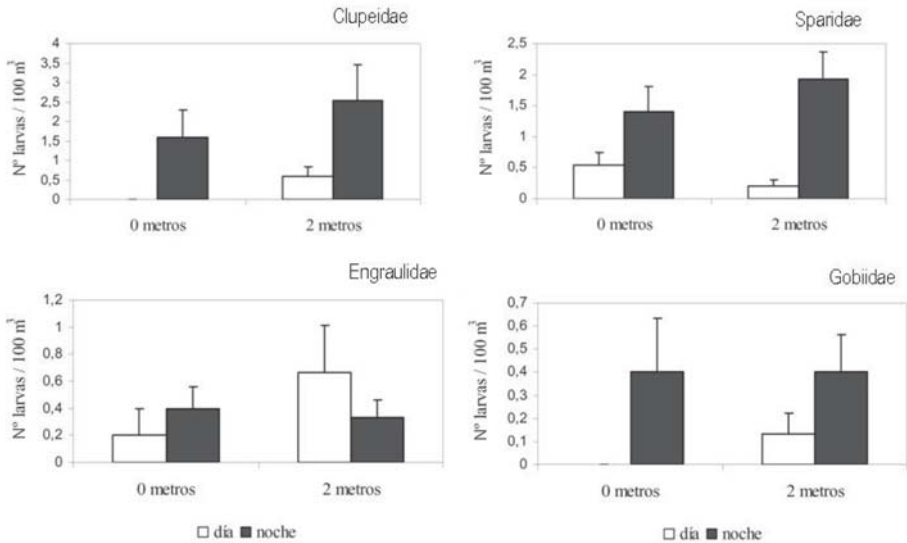 Clupeidae
Nº larvas / 100 m³
4
3,5
3
2,5
2
1,5
1
0,5
0
0 metros
2 metros
Sparidae
Nº larvas / 100 m³
2,5
2
1,5
1
0,5
0
0 metros
2 metros
Engraulidae
Nº larvas / 100 m³
1,2
1
0,8
0,6
0,4
0,2
0
0 metros
2 metros
día noche
Gobiidae
Nº larvas / 100 m³
0,7
0,6
0,5
0,4
0,3
0,2
0,1
0
0 metros
2 metros
día noche